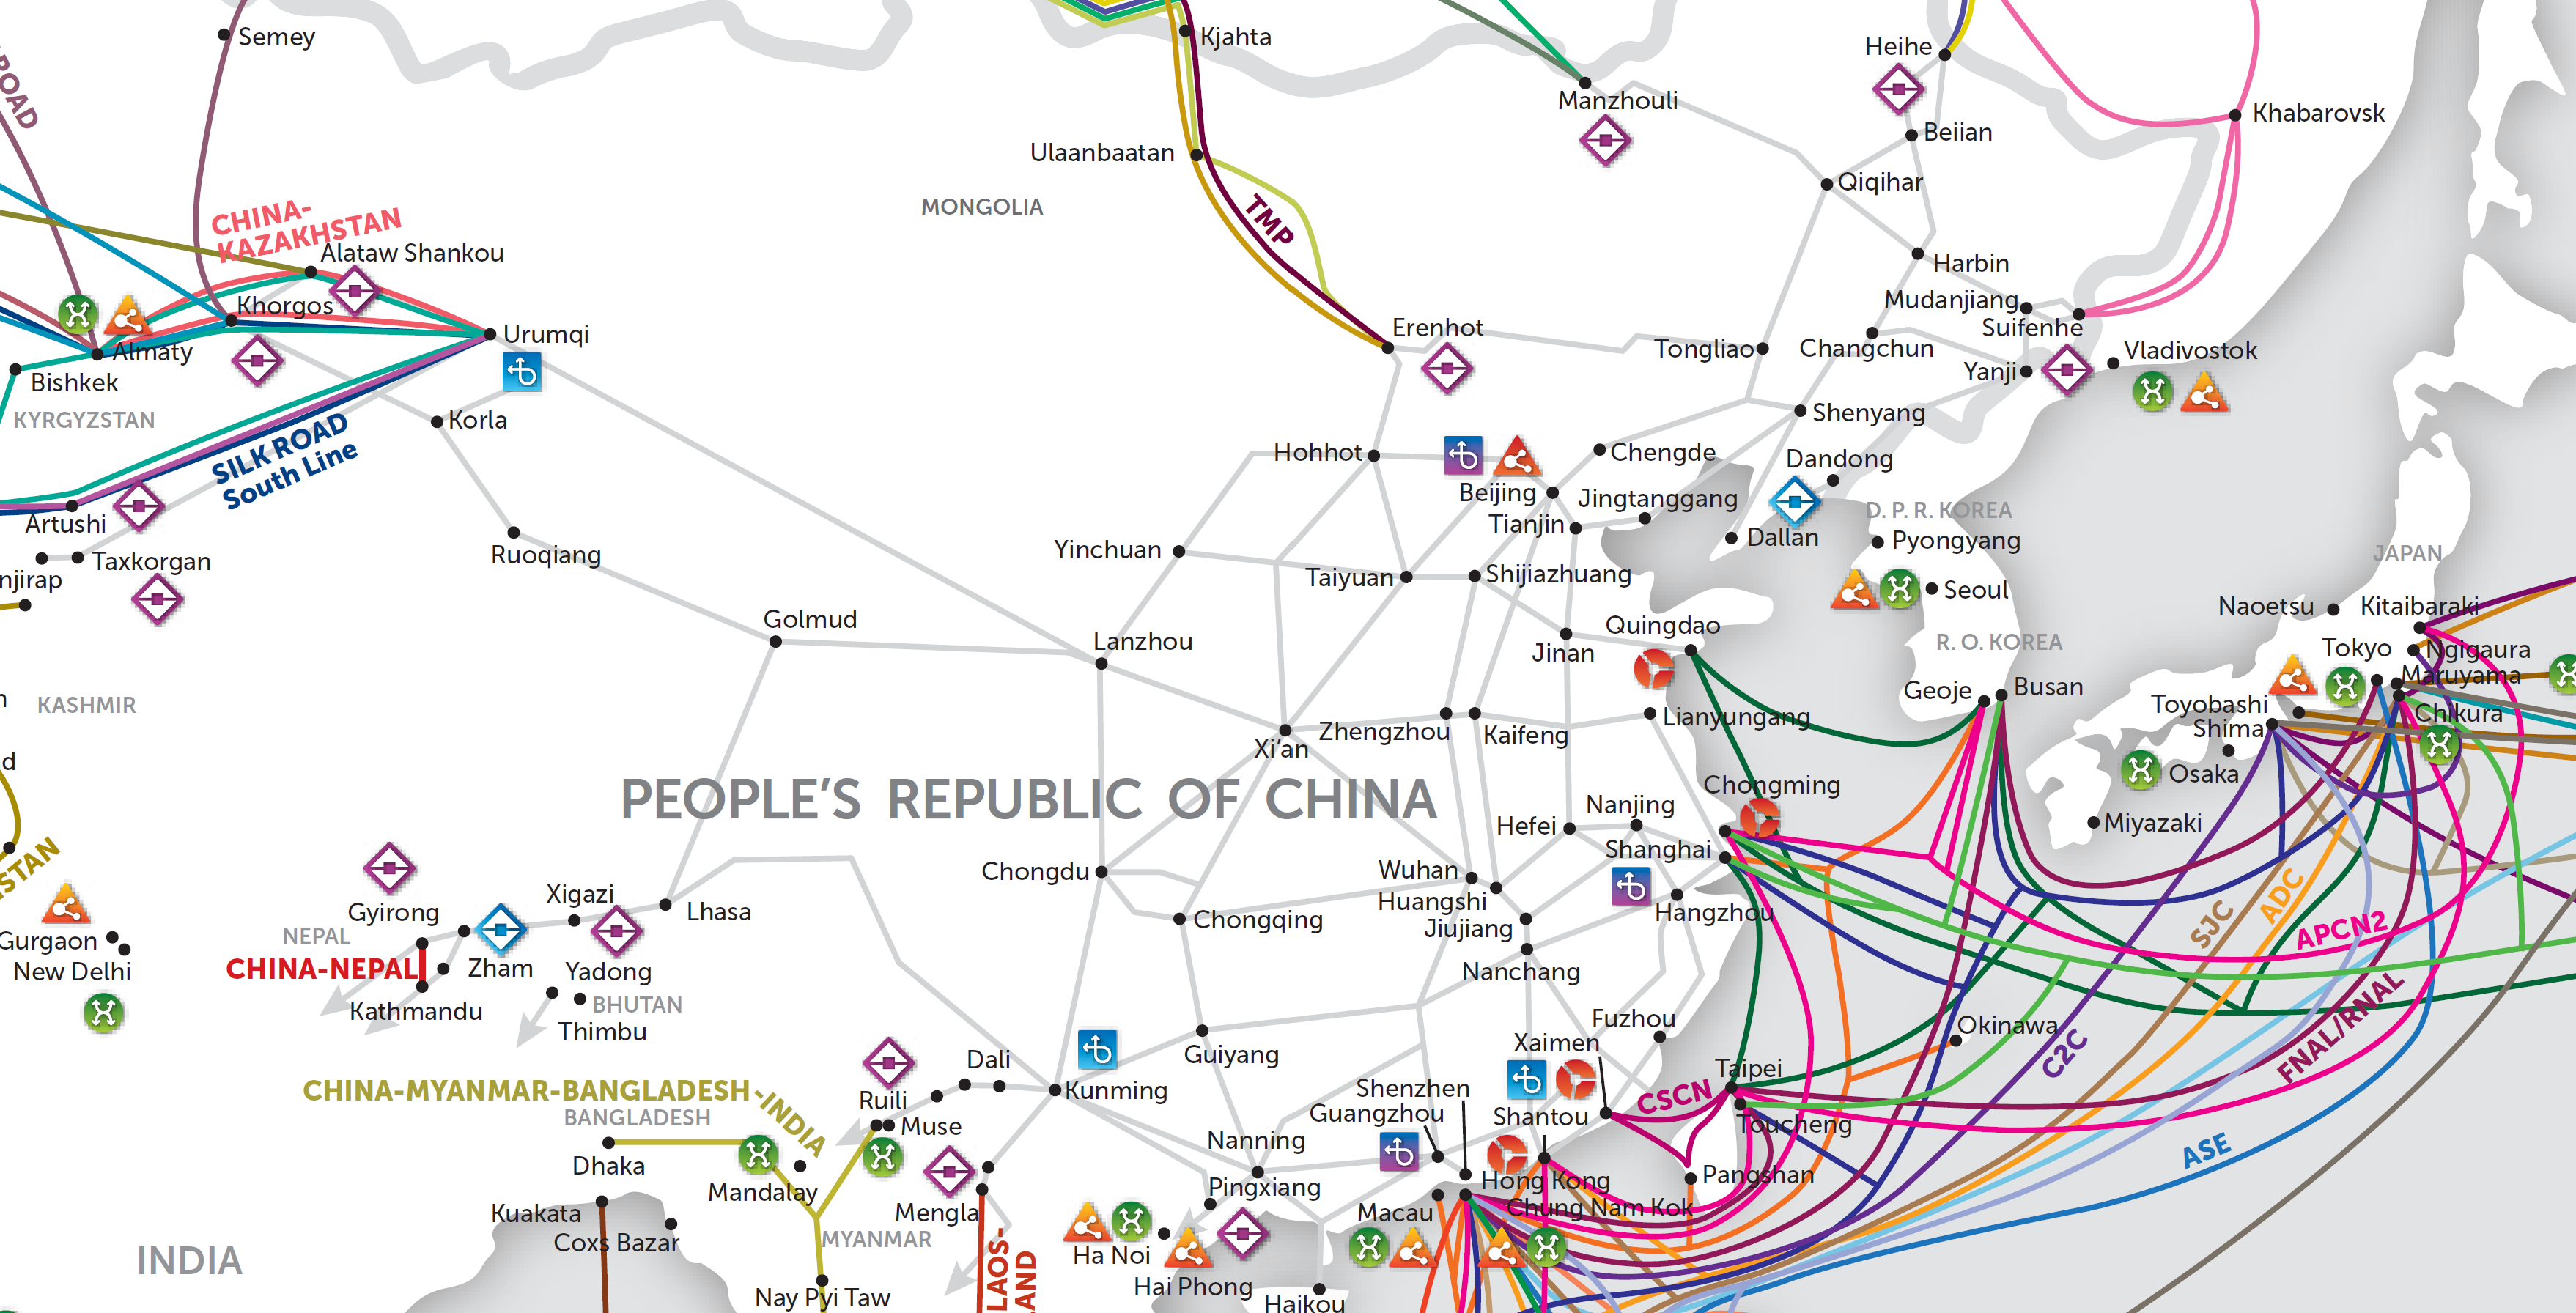 Semey
Kjahta
Manzhouli
Heihe
Beiian
Khabarovsk
Ulaanbaatan
MONGOLIA
TMP
Qiqihar
ROAD
CHINA-
KAZAKHSTAN
Alataw Shankou
Khorgos
Almaty
Bishkek
KYRGYZSTAN
Urumqi
Korla
SILK ROAD
South Line
Artushi
Taxkorgan
njirap
Ruoqiang
Erenhot
Harbin
Mudanjiang
Suifenhe
Tongliao
Changchun
Yanji
Vladivostok
Shenyang
Hohhot
Beijing
Chengde
Jingtanggang
Tianjin
Dandong
D. P. R. KOREA
Dallan
Pyongyang
JAPAN
Yinchuan
Taiyuan
Shijiazhuang
Seoul
Golmud
Lanzhou
Quingdao
Jinan
R. O. KOREA
Naoetsu
Kitaibaraki
Tokyo
Ngigaura
Maruyama
Toyobashi
Chikura
Shima
Osaka
Miyazaki
Geoje
Busan
n
KASHMIR
Xi'an
Zhengzhou
Kaifeng
Lianyungang
d
STAN
PEOPLE'S REPUBLIC OF CHINA
Chongming
Nanjing
Hefei
Shanghai
Wuhan
Huangshi
Hangzhou
Jiujiang
Nanchang
Chongdu
Chongqing
Gyirong
Xigazi
Lhasa
NEPAL
CHINA-NEPAL
Zham
Yadong
Kathmandu
BHUTAN
Thimbu
Gurgaon
New Delhi
SJC
ADC
APCN2
FNAL/RNAL
C2C
ASE
Okinawa
Fuzhou
Xaimen
Taipei
CSCN
Toucheng
Pangshan
Guiyang
Dali
Kunming
Ruili
Muse
CHINA-MYANMAR-BANGLADESH-INDIA
BANGLADESH
Dhaka
Mandalay
Mengla
MYANMAR
Kuakata
Coxs Bazar
INDIA
Nay Pyi Taw
LAOS-
LAND
Shenzhen
Guangzhou
Shantou
Nanning
Pingxiang
Hong Kong
Chung Nam Kok
Macau
Ha Noi
Hai Phong
Haikou